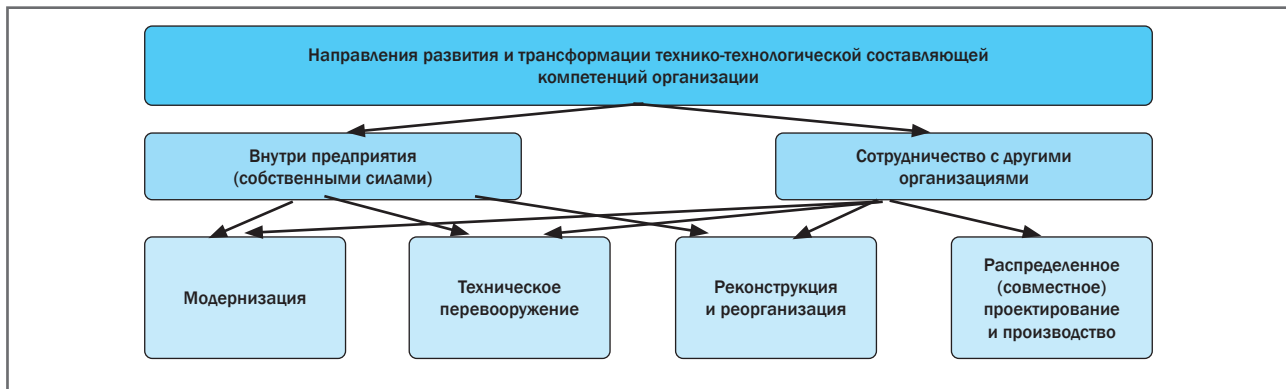 Направления развития и трансформации технико-технологической составляющей
компетенций организации
Внутри предприятия
(собственными силами)
Сотрудничество с другими
организациями
Модернизация
Техническое
перевооружение
Реконструкция
и реорганизация
Распределенное
(совместное)
проектирование
и производство